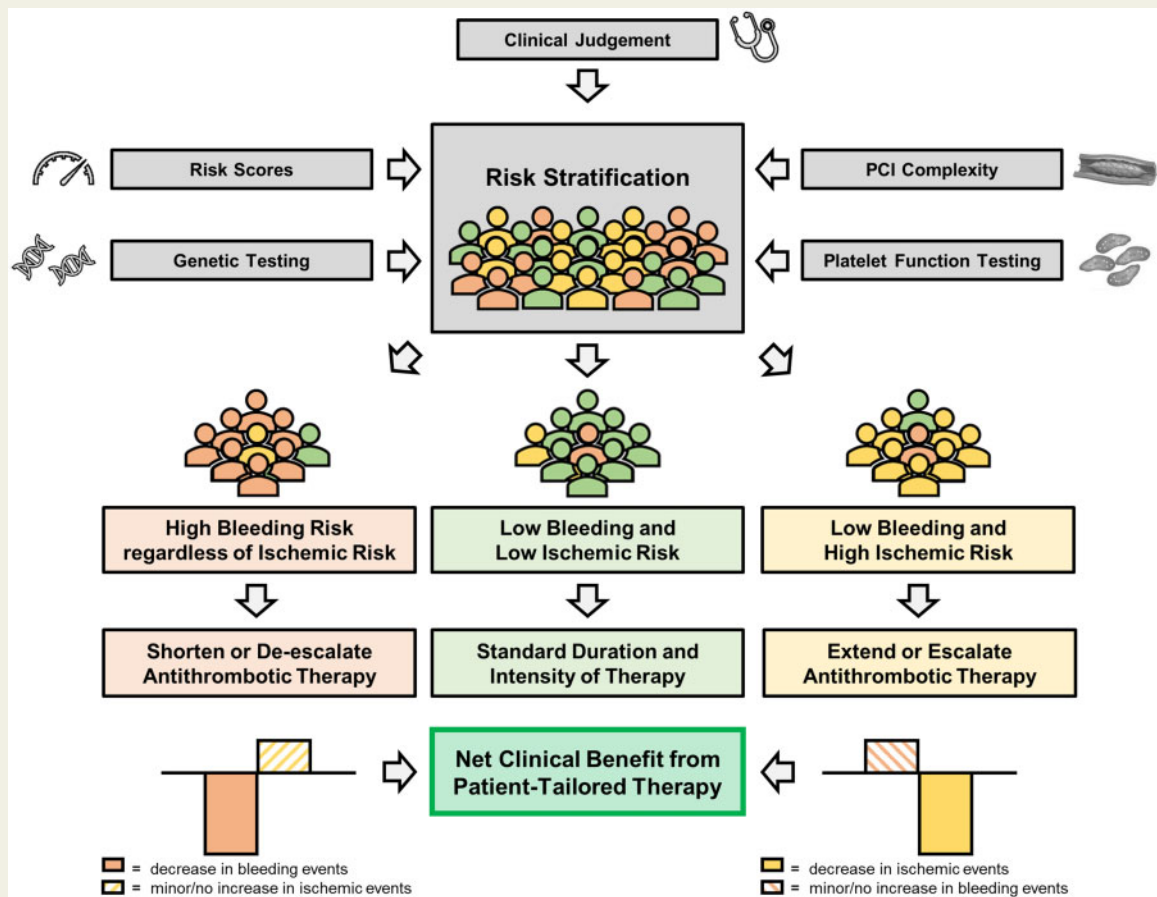 Clinical Judgement
Risk Scores
Risk Stratification
PCI Complexity
Genetic Testing
Platelet Function Testing
High Bleeding Risk
regardless of Ischemic Risk
Low Bleeding and
Low Ischemic Risk
Low Bleeding and
High Ischemic Risk
Shorten or De-escalate
Antithrombotic Therapy
Standard Duration and
Intensity of Therapy
Extend or Escalate
Antithrombotic Therapy
Net Clinical Benefit from
Patient-Tailored Therapy
= decrease in bleeding events
= minor/no increase in ischemic events
= decrease in ischemic events
= minor/no increase in bleeding events